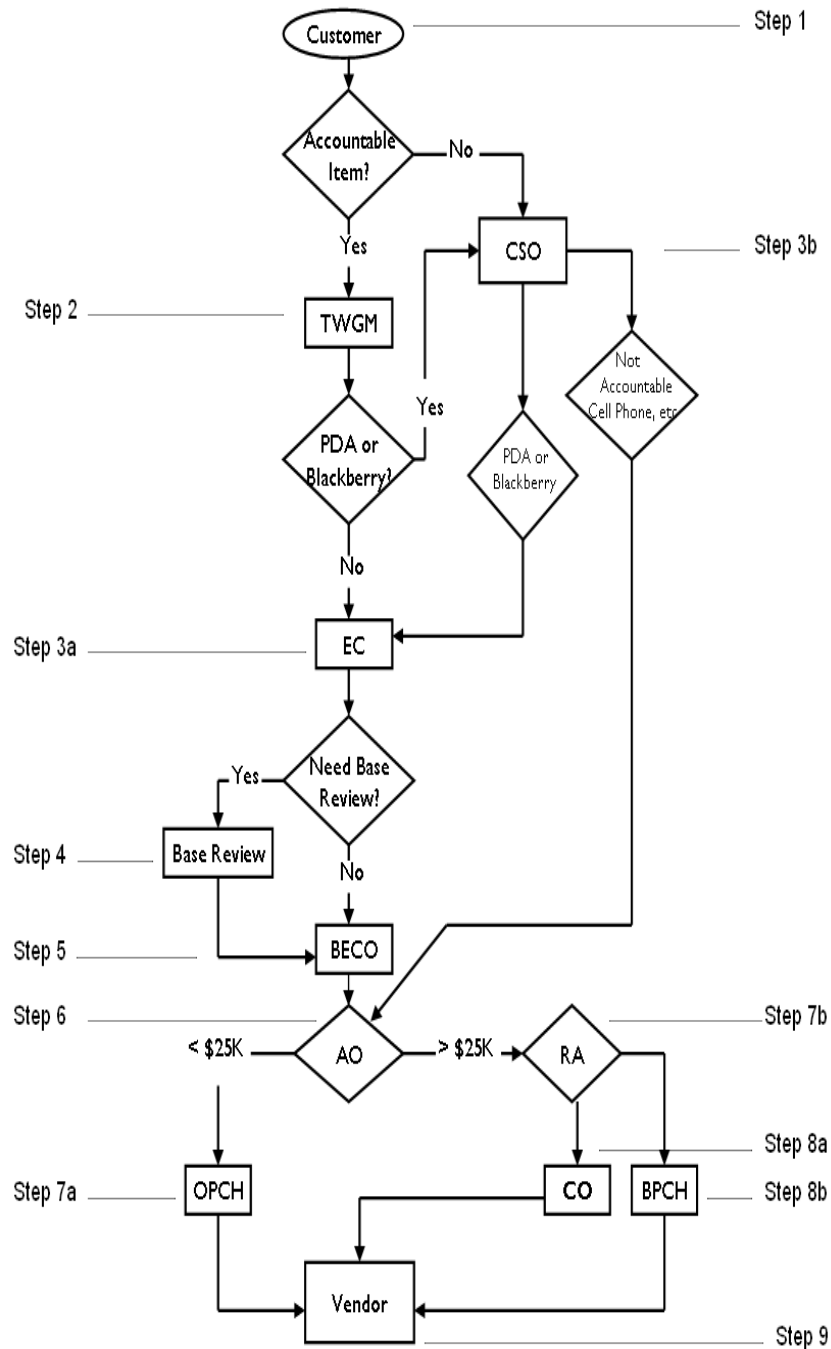 Customer
Step 1
Accountable
Item?
No
Yes
CSO
Step 3b
Step 2
TWGM
Not
Accountable
Cell Phone, etc
Yes
PDA or
Blackberry?
PDA or
Blackberry
No
Step 3a
EC
Yes
Need Base
Review?
Step 4
Base Review
No
Step 5
BECO
Step 6
Step 7b
< $25K
AO
> $25K
RA
Step 8a
Step 7a
OPCH
CO
BPCH
Step 8b
Vendor
Step 9